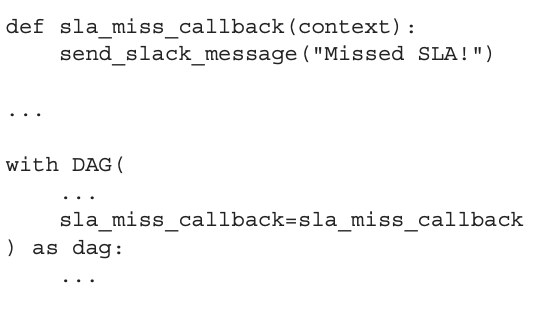 def sla_miss_callback(context):
    send_slack_message("Missed SLA!")
...
with DAG(
    ...
    sla_miss_callback=sla_miss_callback
) as dag:
    ...